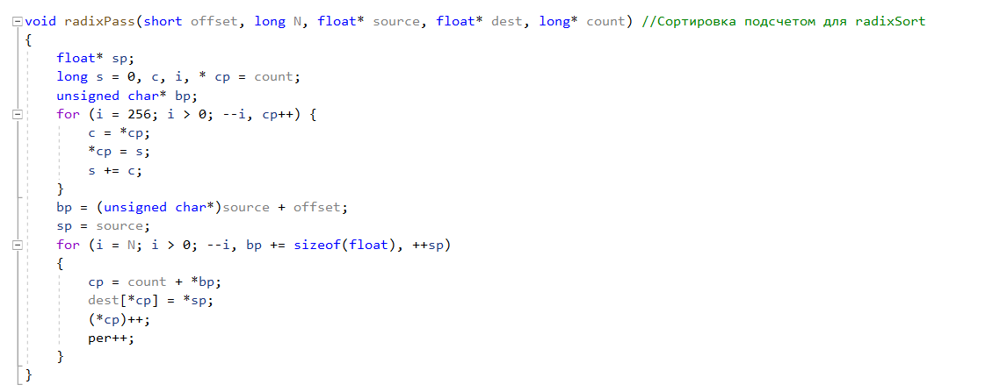 void radixPass(short offset, long N, float* source, float* dest, long* count) //Сортировка подсчетом для radixSort
{
    float* sp;
    long s = 0, c, i, * cp = count;
    unsigned char* bp;
    for (i = 256; i > 0; --i, cp++) {
        c = *cp;
        *cp = s;
        s += c;
    }
    bp = (unsigned char*)source + offset;
    sp = source;
    for (i = N; i > 0; --i, bp += sizeof(float), ++sp)
    {
        cp = count + *bp;
        dest[*cp] = *sp;
        (*cp)++;
        per++;
    }
}